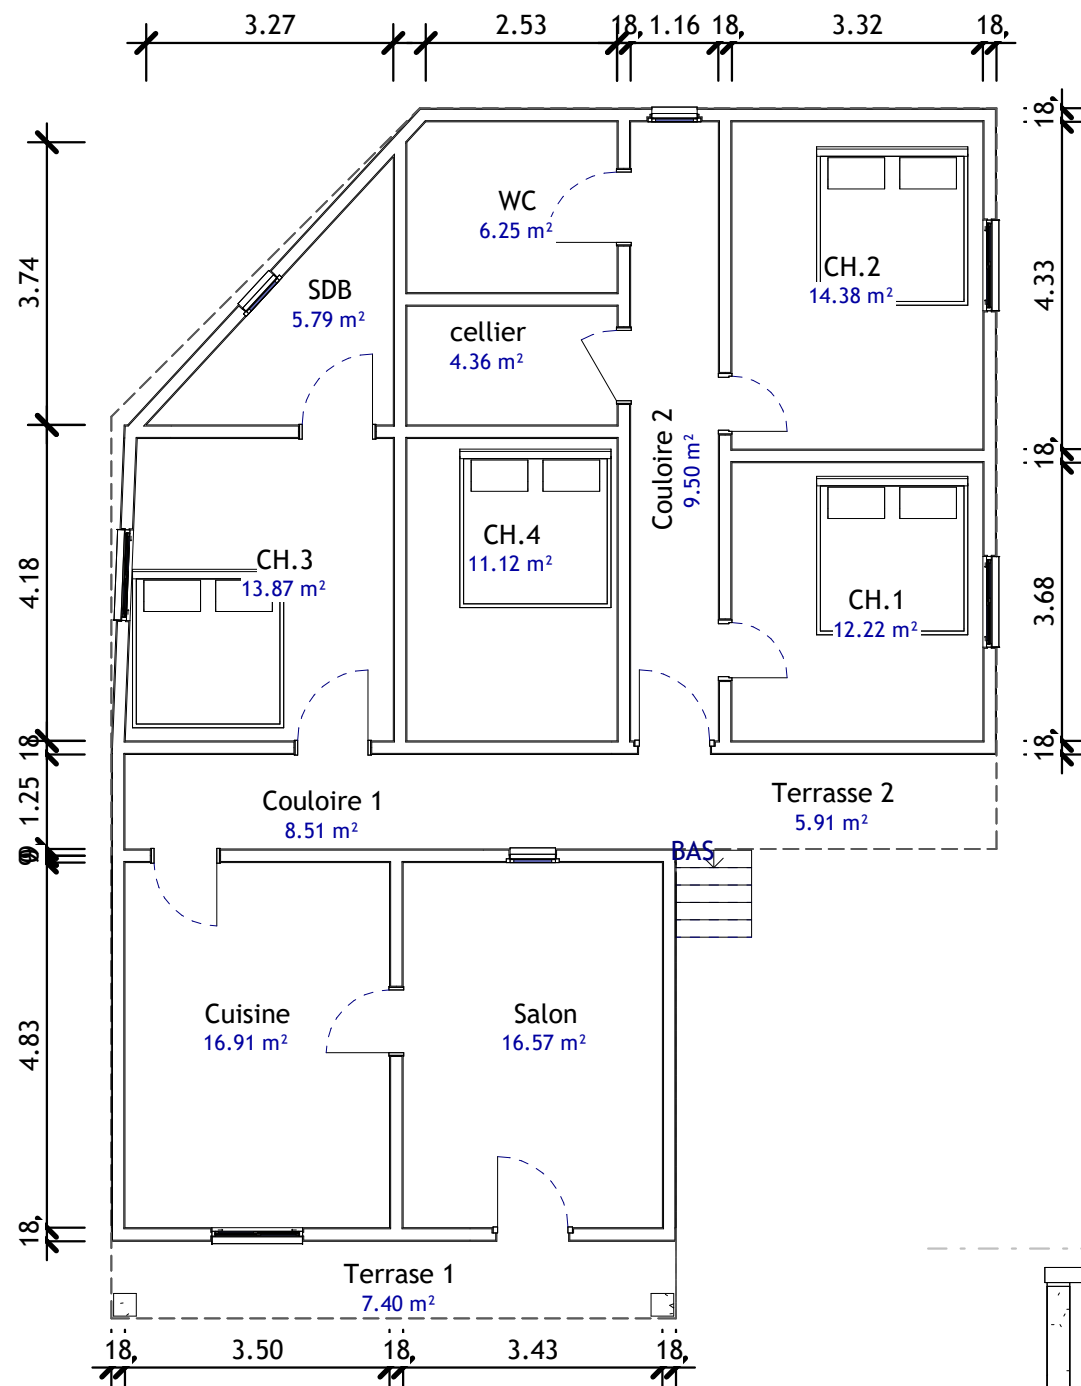 3.27
2.53
18,
1.16
18,
3.32
18,
18,
WC
6.25 m²
CH.2
14.38 m²
3.74
4.33
SDB
5.79 m²
cellier
4.36 m²
Couloire 2
9.50 m²
18,
CH.4
11.12 m²
CH.3
13.87 m²
4.18
CH.1
12.22 m²
3.68
18
18,
Couloire 1
8.51 m²
Terrasse 2
5.91 m²
1.25
BAS
Cuisine
16.91 m²
Salon
16.57 m²
4.83
18,
Terrase 1
7.40 m²
18,
3.50
18,
3.43
18,